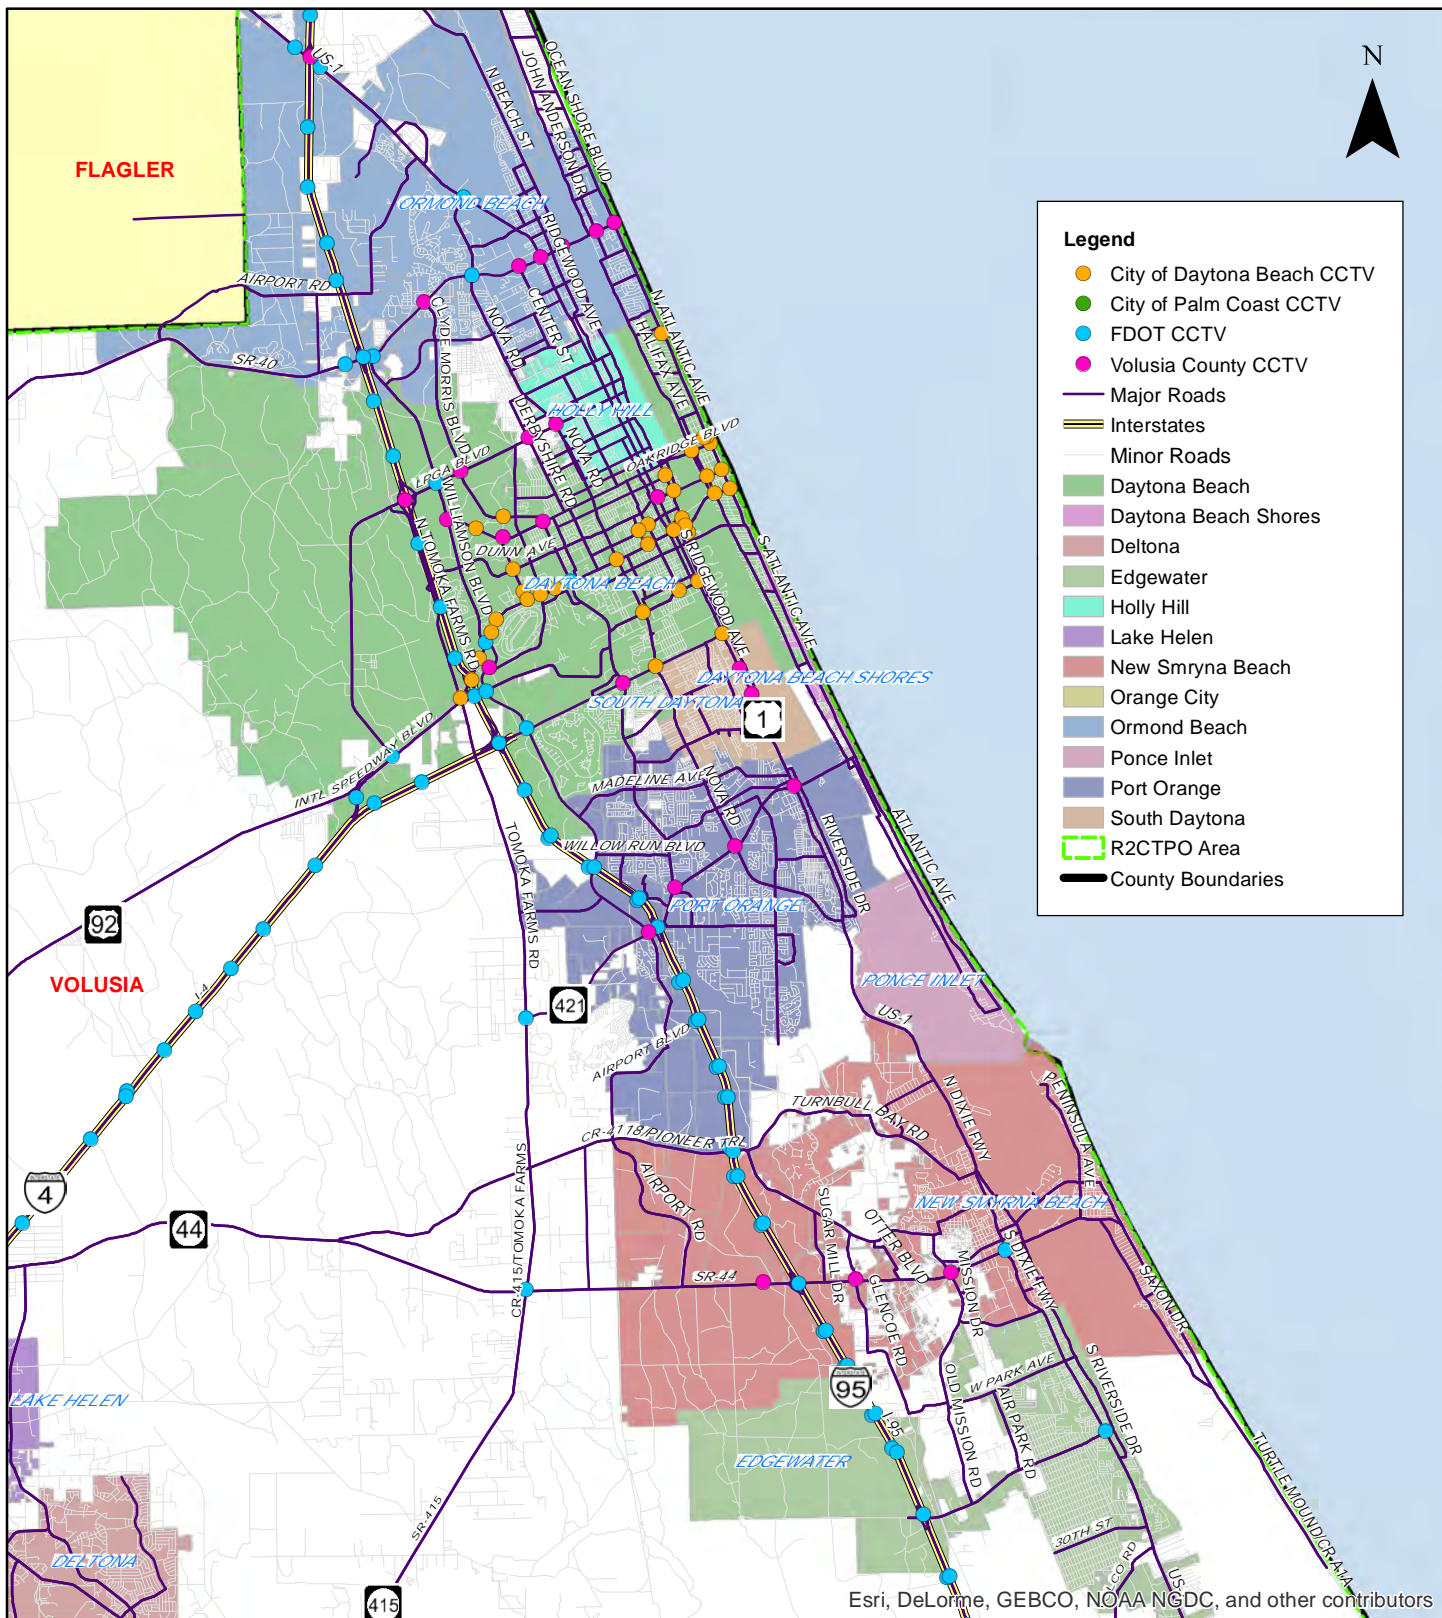 N
FLAGLER
US-1
N BEACH ST
JOHN ANDERSON DR
OCEAN SHORE BLVD
ORMOND BEACH
RIDGEWOOD AVE
AIRPORT RD
SR-40
CLYDE MORRIS BLVD
NOVA RD
CENTER ST
N ATLANTIC AVE
HALIFAX AVE
HOLLY HILL
DERBYSHIRE RD
NOVA RD
OAKRIDGE BLVD
LPGA BLVD
N TOMOKA FARMS RD
WILLIAMSON BLVD
DUNN AVE
DAYTONA BEACH
S RIDGEWOOD AVE
S ATLANTIC AVE
DAYTONA BEACH SHORES
SOUTH DAYTONA
1
INTL SPEEDWAY BLVD
MADELINE AVE
NOVA RD
WILLOW RUN BLVD
RIVERSIDE DR
ATLANTIC AVE
TOMOKA FARMS RD
PORT ORANGE
92
VOLUSIA
I-4
421
PONCE INLET
US-1
AIRPORT BLVD
N DIXIE FWY
PENINSULA AVE
TURNBULL BAY RD
CR-4118/PIONEER TRL
AIRPORT RD
4
44
CR-415/TOMOKA FARMS
NEW SMYRNA BEACH
SUGAR MILL DR
OTTER BLVD
MISSION DR
S DIXIE FWY
SR-44
GLENCOE RD
SAXON DR
95
I-95
W PARK AVE
OLD MISSION RD
AIR PARK RD
S RIVERSIDE DR
LAKE HELEN
EDGEWATER
TURTLE MOUND/CR A1A
SR-415
30TH ST
DELTONA
415
Legend
City of Daytona Beach CCTV
City of Palm Coast CCTV
FDOT CCTV
Volusia County CCTV
Major Roads
Interstates
Minor Roads
Daytona Beach
Daytona Beach Shores
Deltona
Edgewater
Holly Hill
Lake Helen
New Smryna Beach
Orange City
Ormond Beach
Ponce Inlet
Port Orange
South Daytona
R2CTPO Area
County Boundaries
Esri, DeLorme, GEBCO, NOAA NGDC, and other contributors